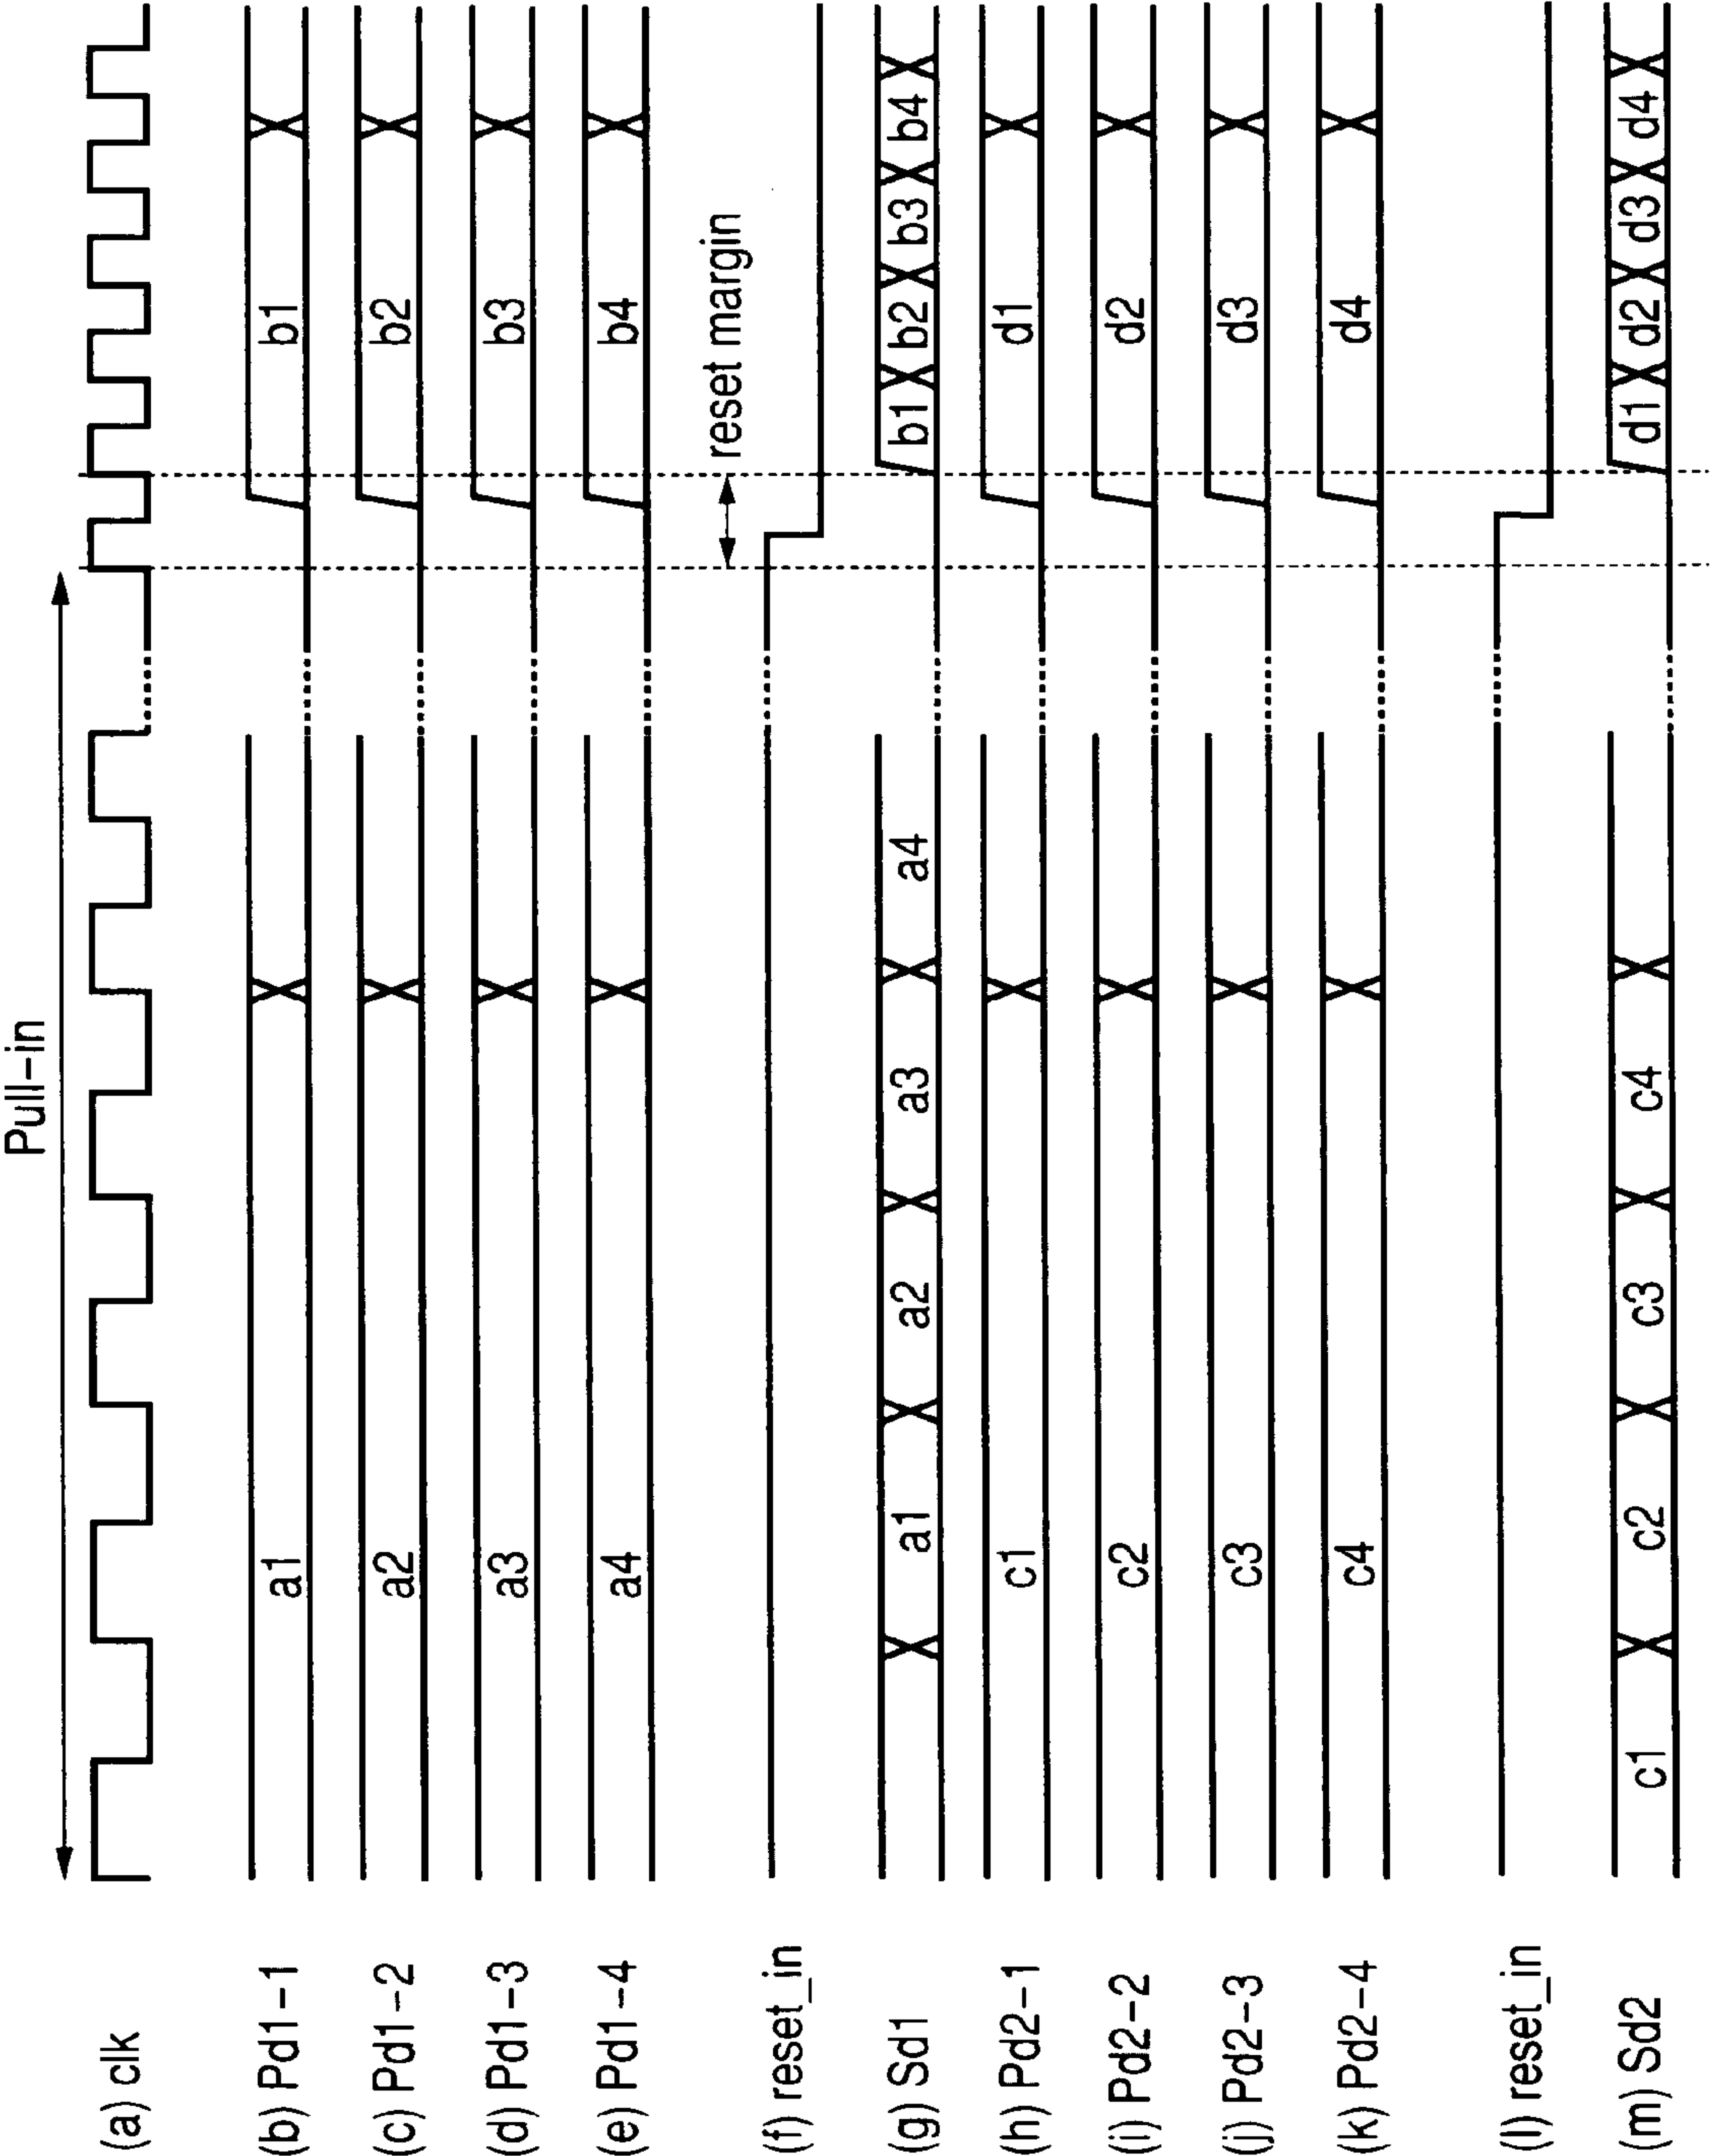 Pull-in
(a) clk
(b) Pd1-1 a1 b1
(c) Pd1-2 a2 b2
(d) Pd1-3 a3 b3
(e) Pd1-4 a4 b4
reset margin
(f) reset_in
(g) Sd1 a1 a2 a3 a4 b1 b2 b3 b4
(h) Pd2-1 c1 d1
(i) Pd2-2 c2 d2
(j) Pd2-3 c3 d3
(k) Pd2-4 c4 d4
(l) reset_in
(m) Sd2 c1 c2 c3 c4 d1 d2 d3 d4